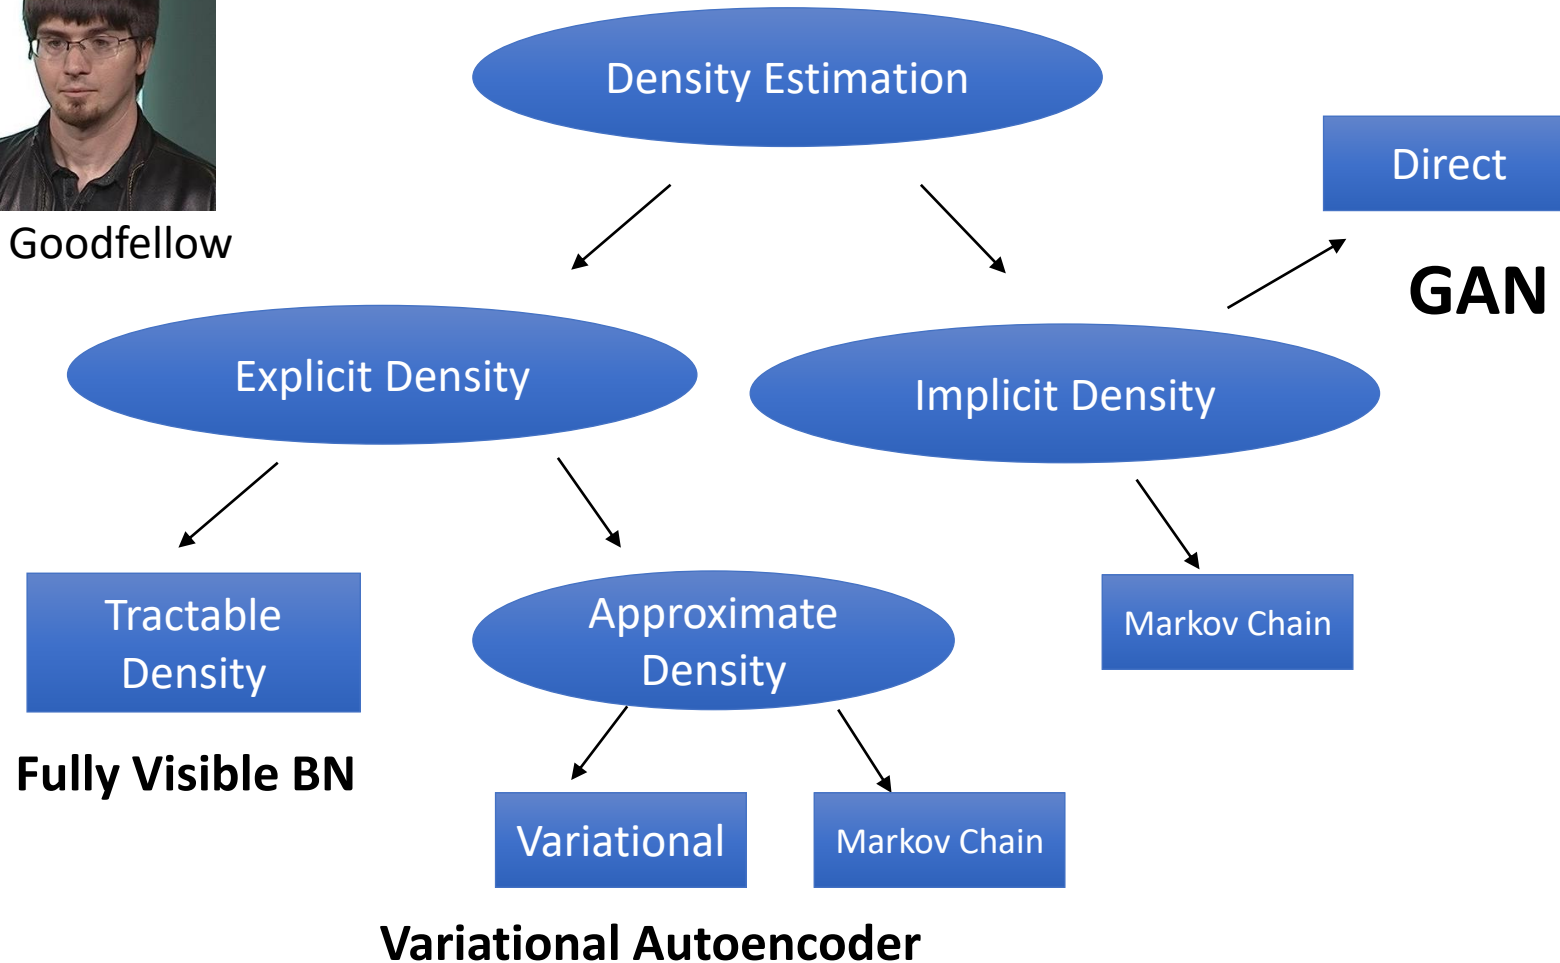 Density Estimation
Direct
Goodfellow
GAN
Explicit Density
Implicit Density
Tractable
Density
Approximate
Density
Markov Chain
Fully Visible BN
Variational
Markov Chain
Variational Autoencoder